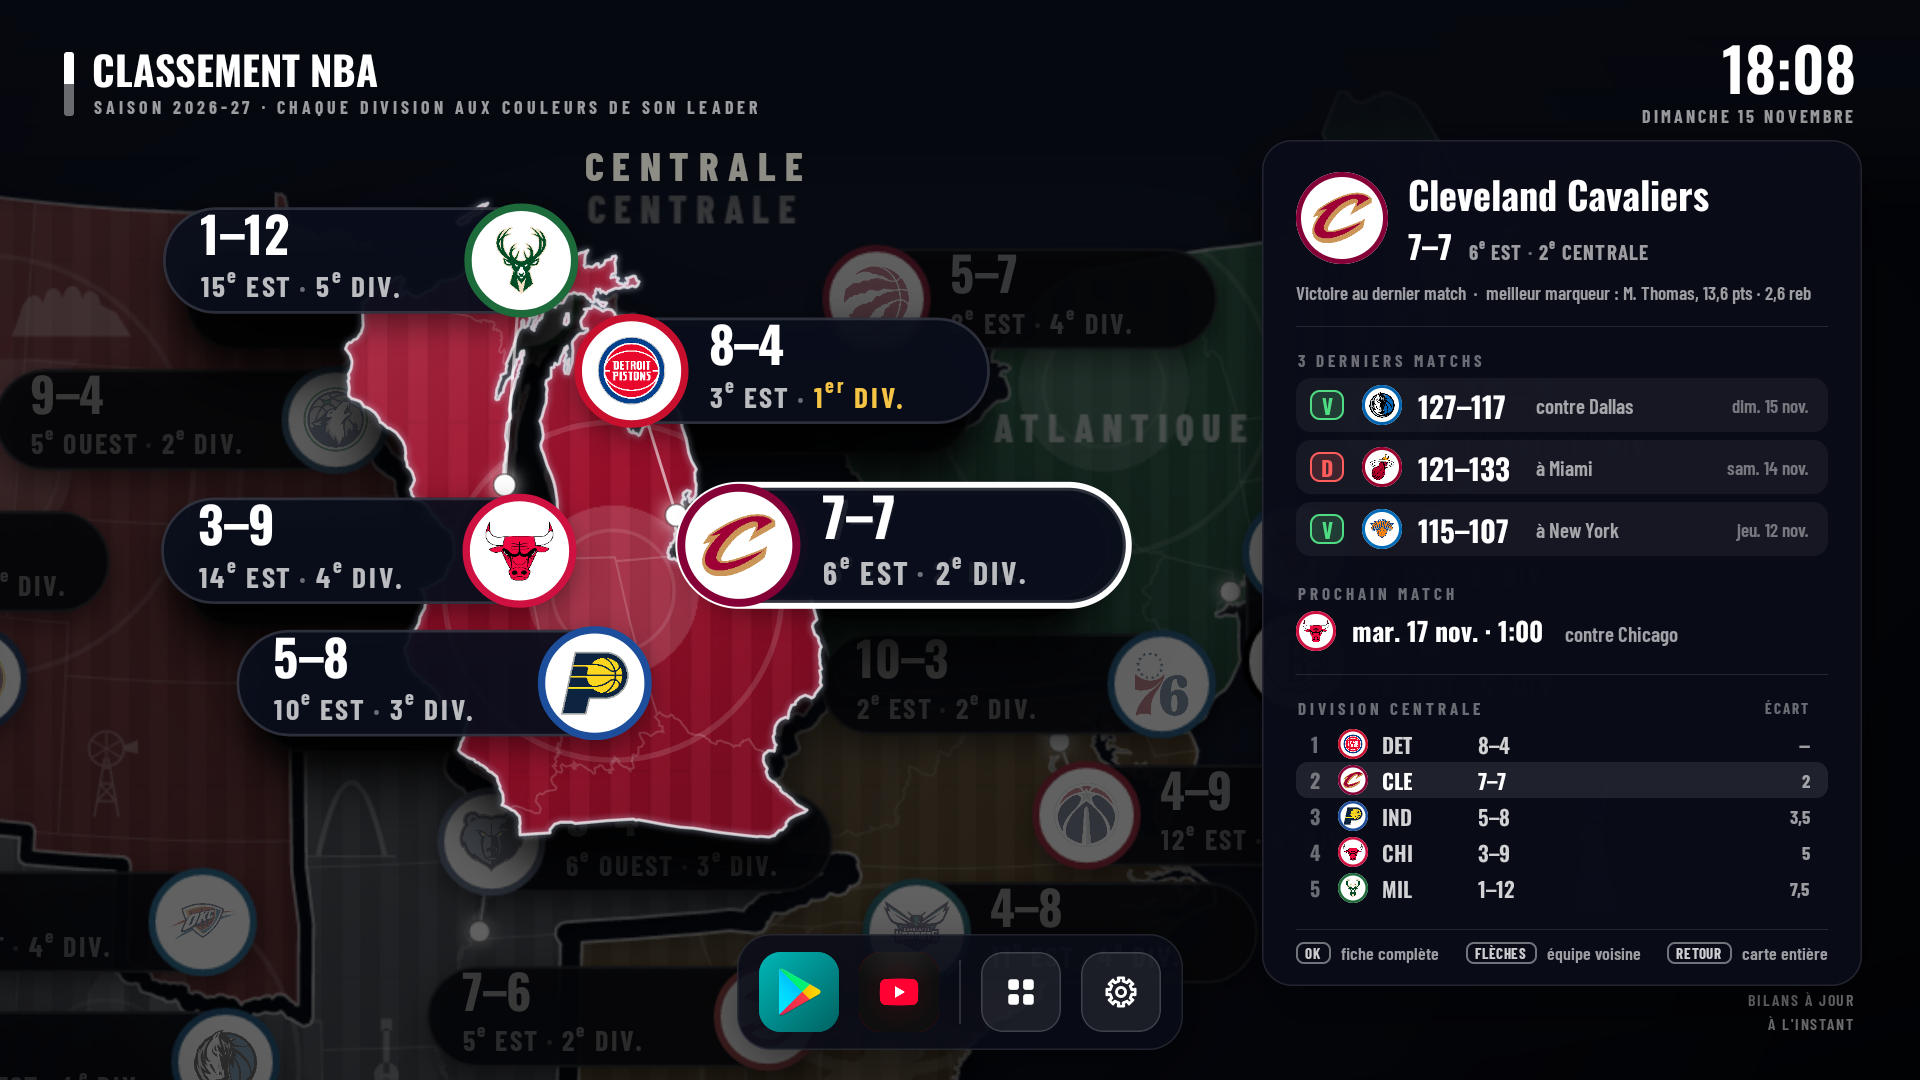 CLASSEMENT NBA
SAISON 2026-27 · CHAQUE DIVISION AUX COULEURS DE SON LEADER
18:08
DIMANCHE 15 NOVEMBRE
CENTRALE
CENTRALE
1–12
15e EST · 5e DIV.
5–7
EST · 4e DIV.
8–4
3e EST · 1er DIV.
DETROIT
PISTONS
9–4
5e OUEST · 2e DIV.
ATLANTIQUE
7–7
6e EST · 2e DIV.
3–9
14e EST · 4e DIV.
e DIV.
5–8
10e EST · 3e DIV.
10–3
2e EST · 2e DIV.
76
4–9
12e EST ·
6e OUEST · 3e DIV.
4–8
· 4e DIV.
OKC
7–6
5e EST · 2e DIV.
Cleveland Cavaliers
7–7 6e EST · 2e CENTRALE
Victoire au dernier match · meilleur marqueur : M. Thomas, 13,6 pts · 2,6 reb
3 DERNIERS MATCHS
V 127–117 contre Dallas dim. 15 nov.
D 121–133 à Miami sam. 14 nov.
V 115–107 à New York jeu. 12 nov.
PROCHAIN MATCH
mar. 17 nov. · 1:00 contre Chicago
DIVISION CENTRALE ÉCART
1 DET 8–4 –
2 CLE 7–7 2
3 IND 5–8 3,5
4 CHI 3–9 5
5 MIL 1–12 7,5
OK fiche complète FLÈCHES équipe voisine RETOUR carte entière
BILANS À JOUR
À L'INSTANT